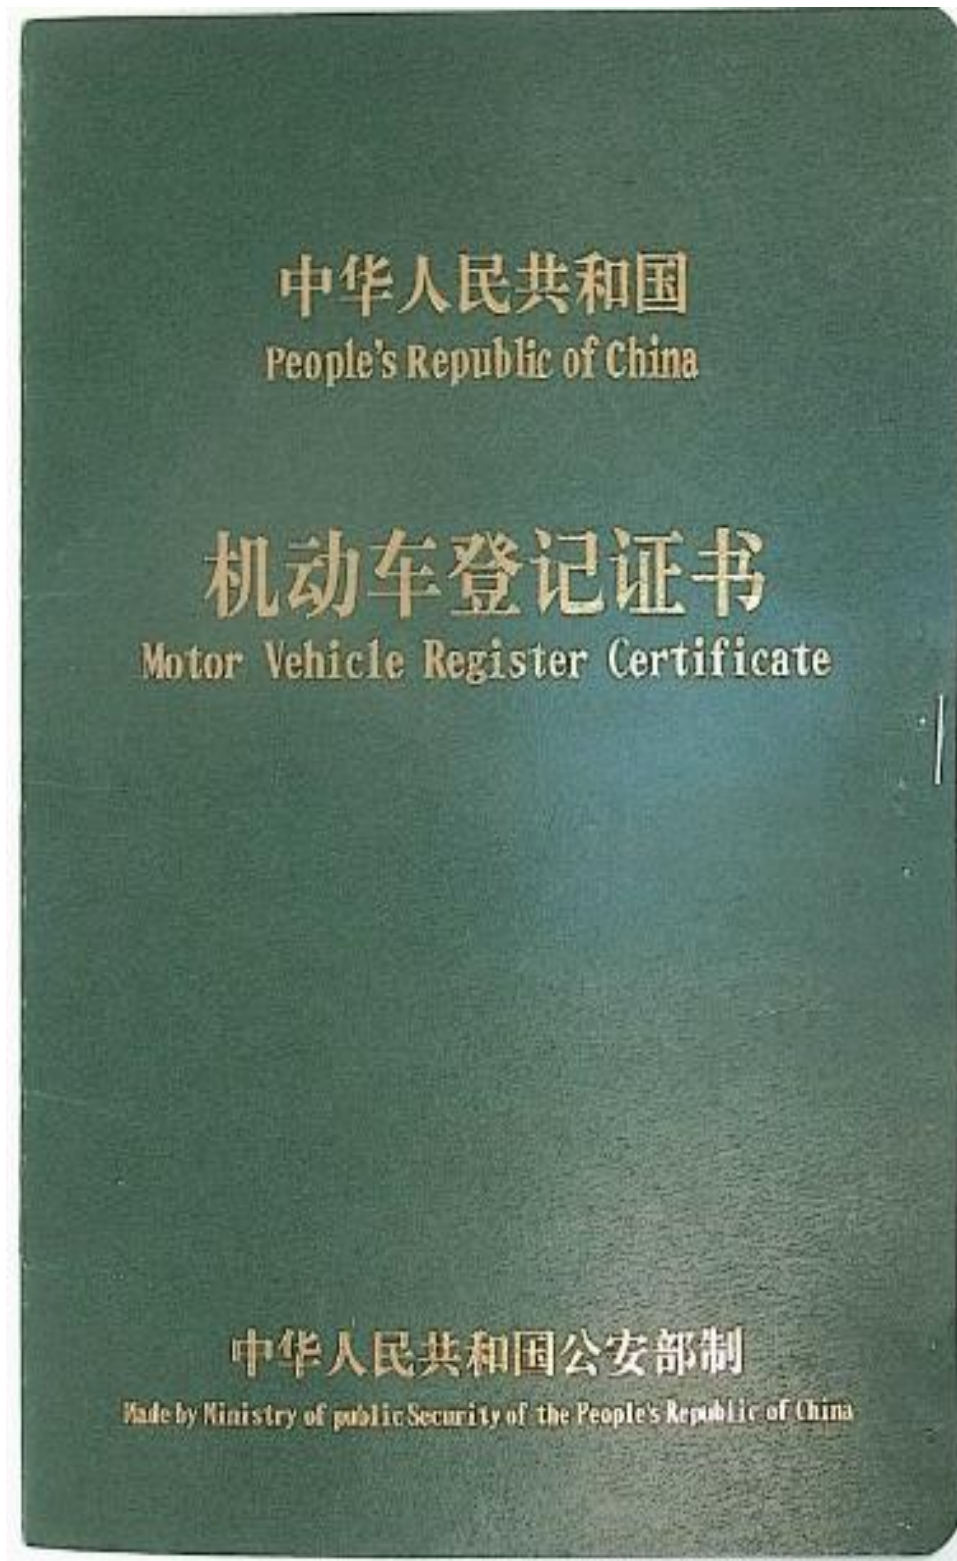 中华人民共和国
People's Republic of China
机动车登记证书
Motor Vehicle Register Certificate
中华人民共和国公安部制
Made by Ministry of public Security of the People's Republic of China